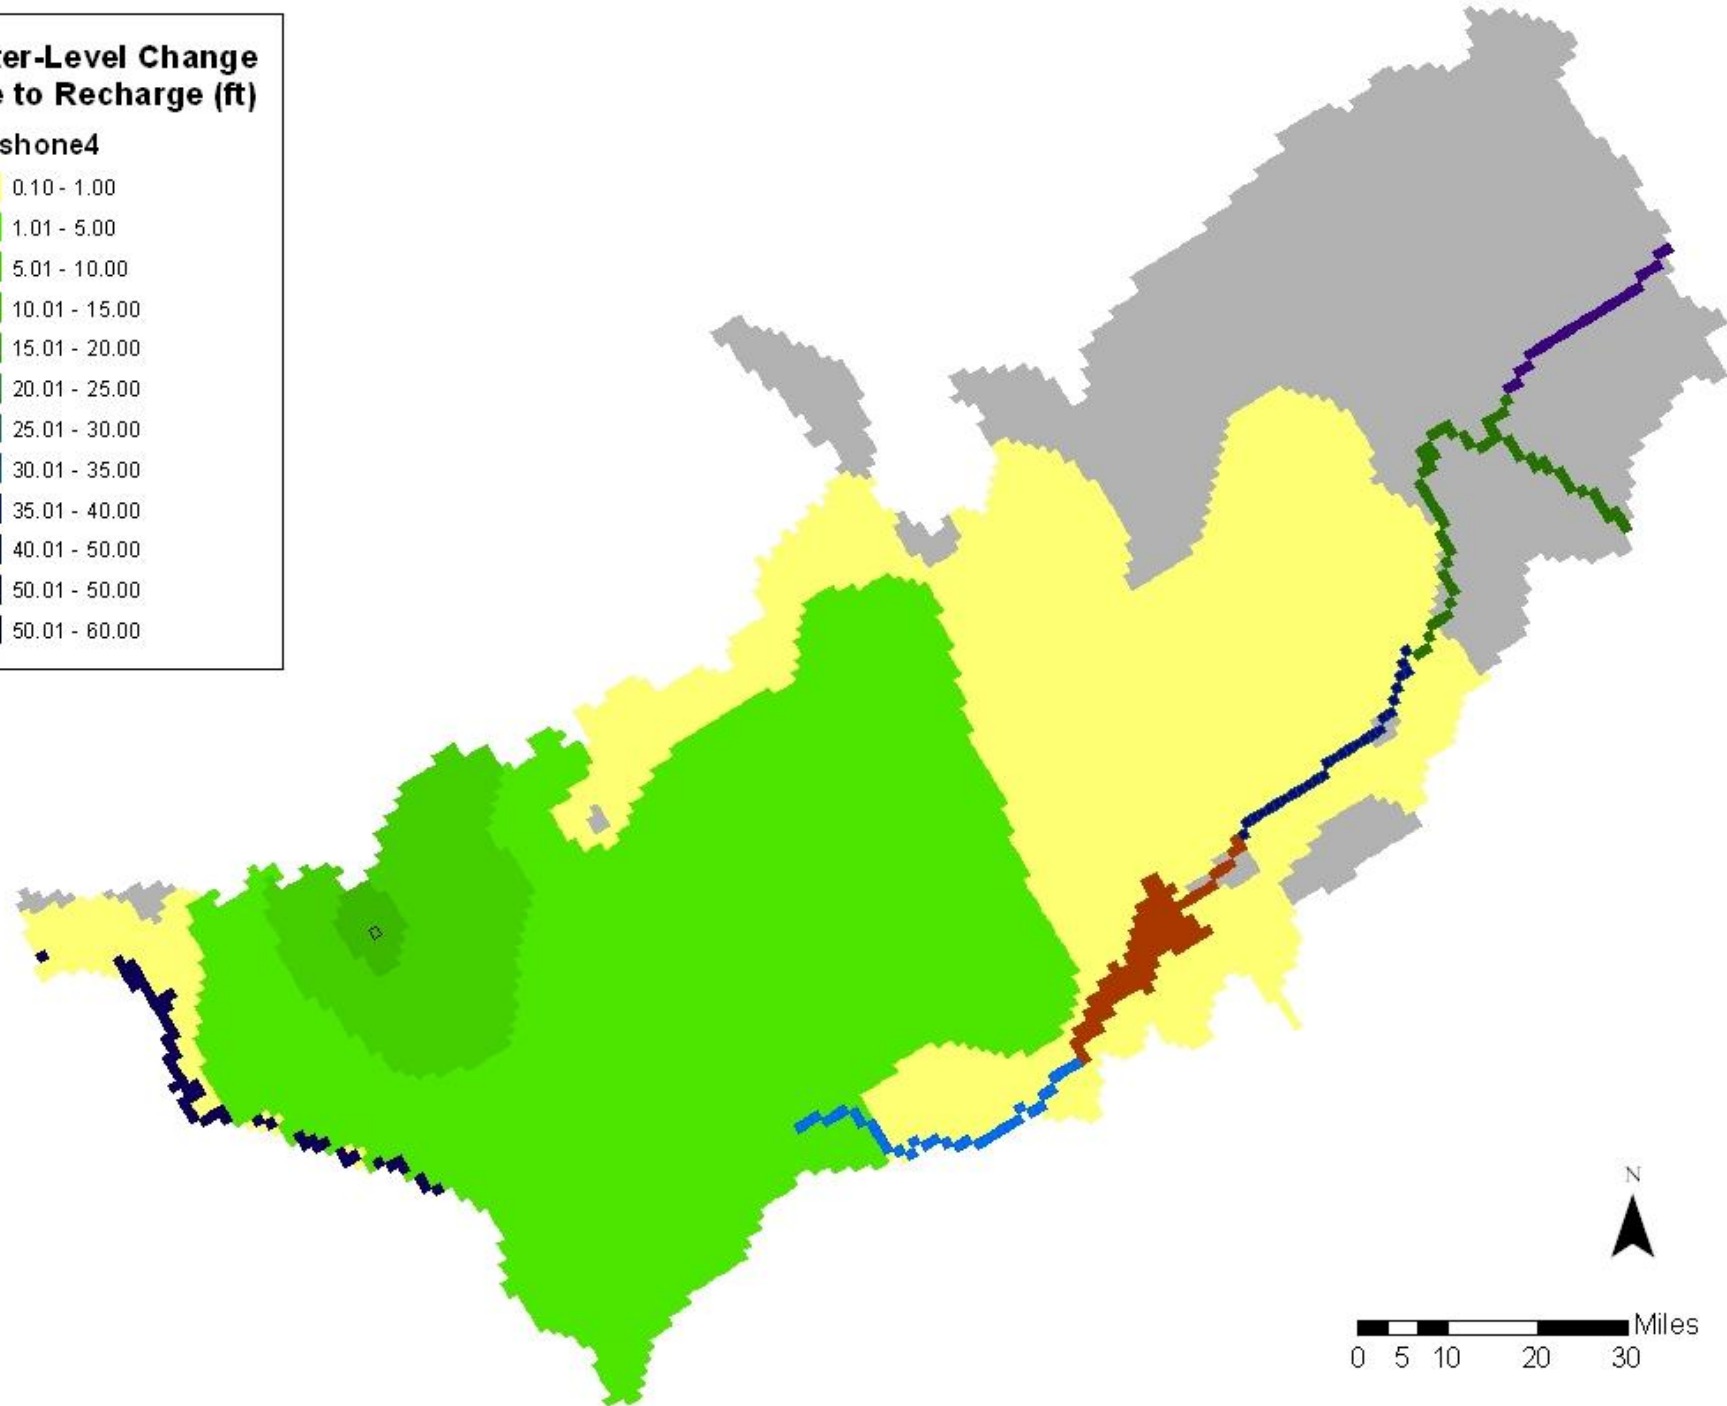 ter-Level Change
e to Recharge (ft)
shone4
0.10 - 1.00
1.01 - 5.00
5.01 - 10.00
10.01 - 15.00
15.01 - 20.00
20.01 - 25.00
25.01 - 30.00
30.01 - 35.00
35.01 - 40.00
40.01 - 50.00
50.01 - 50.00
50.01 - 60.00
N
Miles
0 5 10 20 30